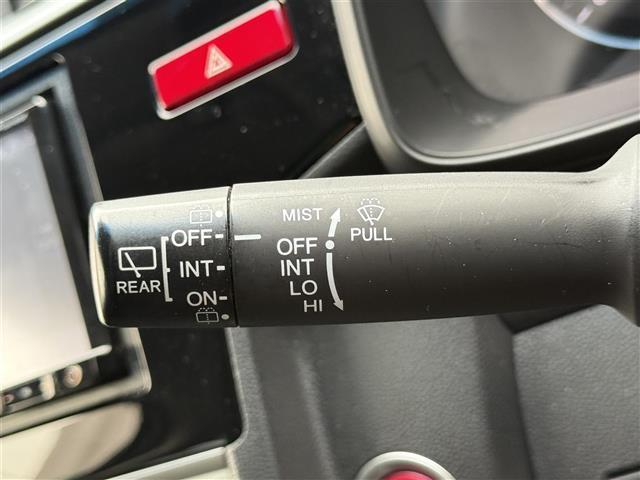 REAR
OFF
INT
ON
MIST
OFF
INT
LO
HI
PULL